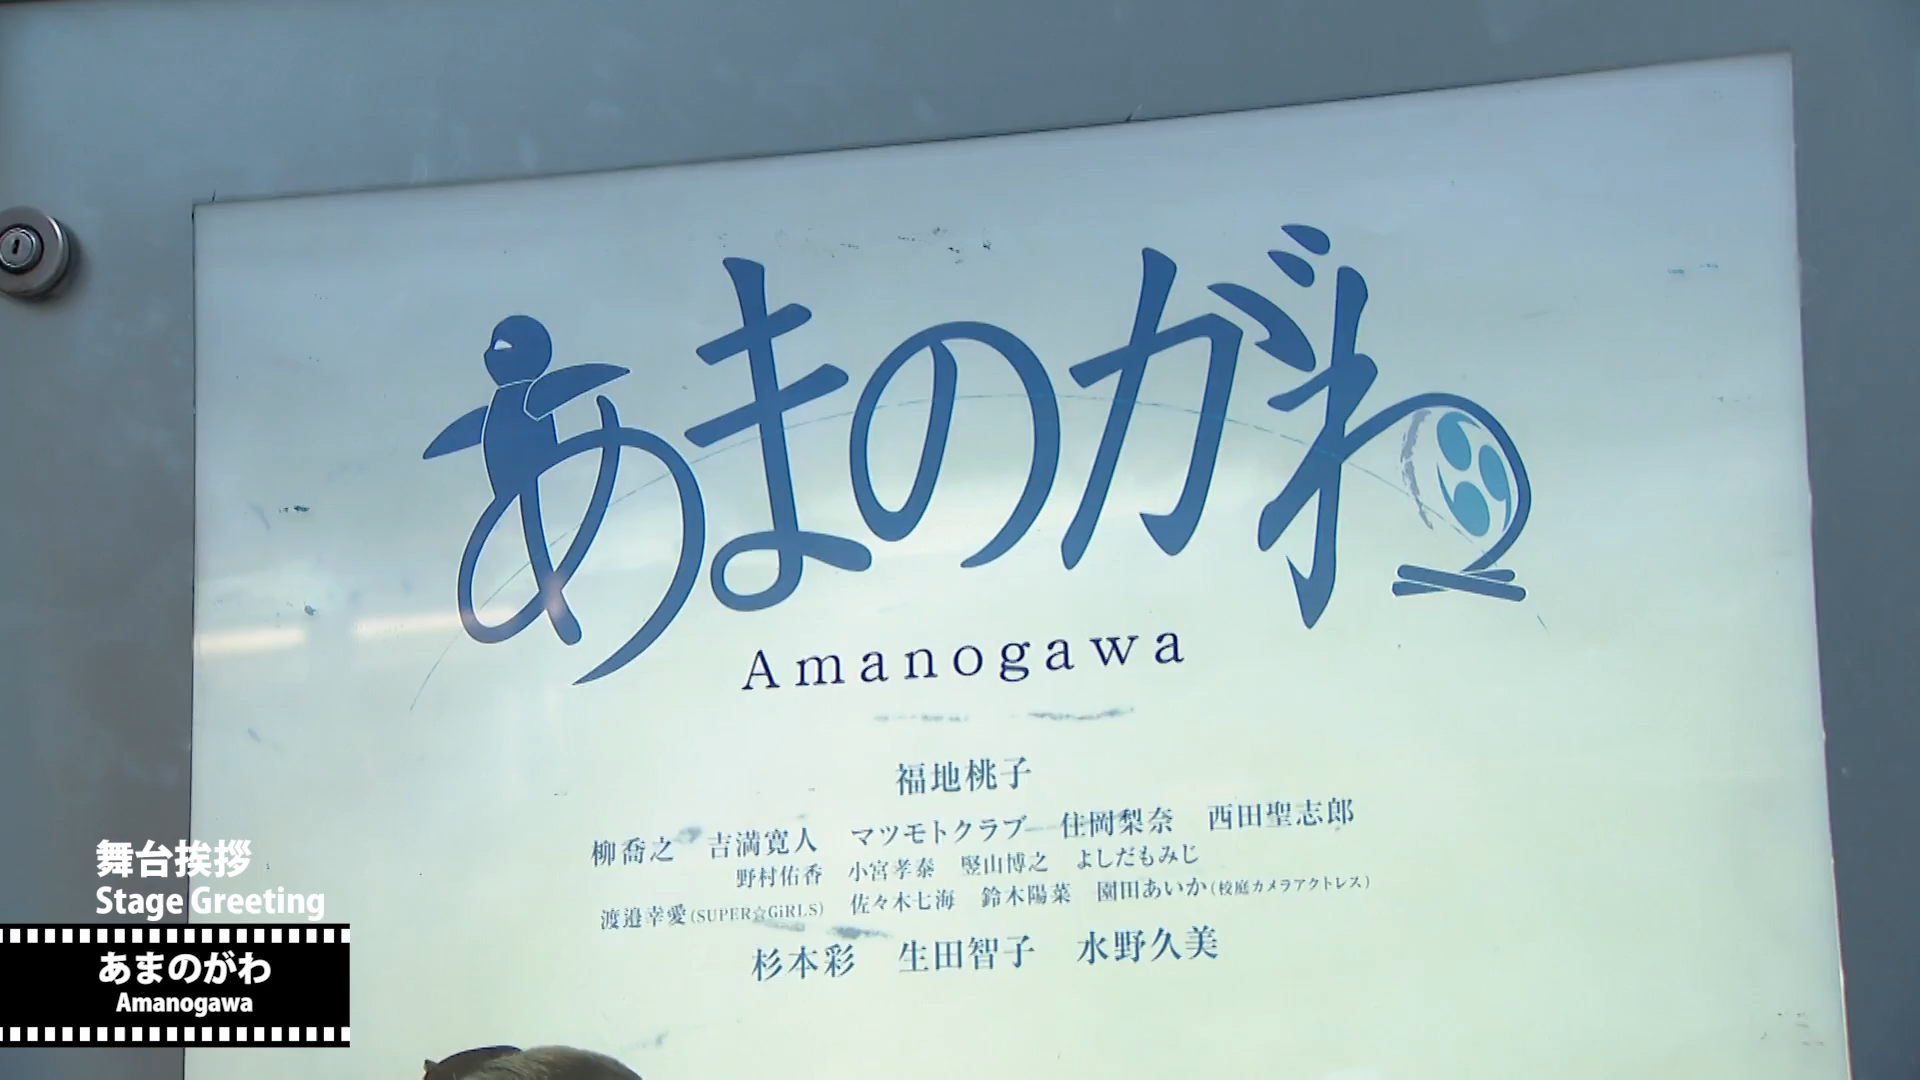 あまのがわ
Amanogawa
福地桃子
柳喬之 吉満寛人 マツモトクラブ 住岡梨奈 西田聖志郎
野村佑香 小宮孝泰 竪山博之 よしだもみじ
渡邉幸愛(SUPER☆GiRLS) 佐々木七海 鈴木陽菜 園田あいか(校庭カメラアクトレス)
杉本彩 生田智子 水野久美
舞台挨拶
Stage Greeting
あまのがわ
Amanogawa